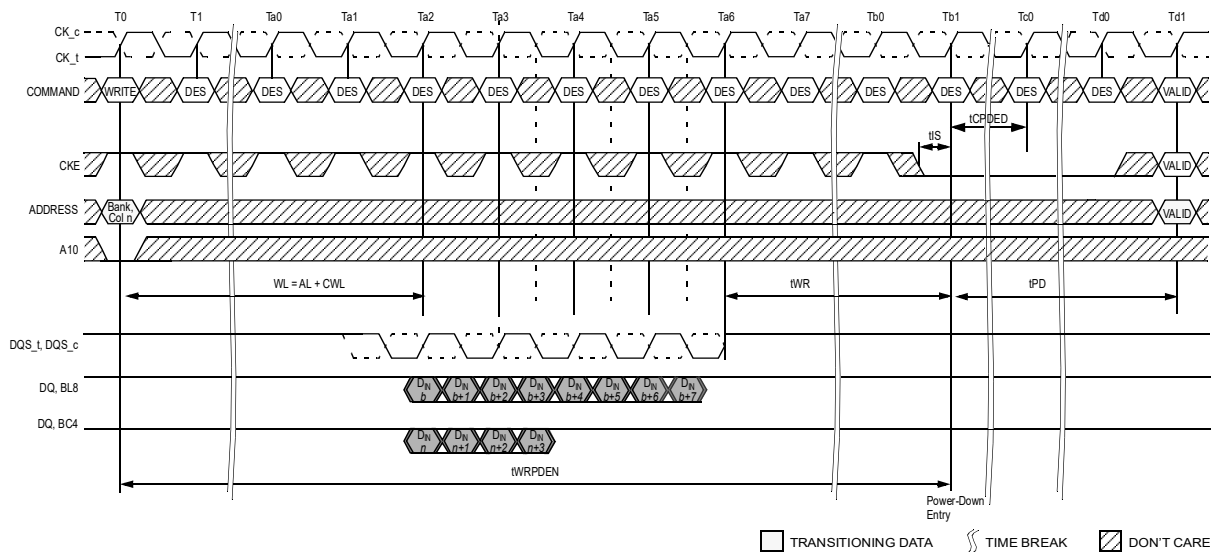 T0 T1 Ta0 Ta1 Ta2 Ta3 Ta4 Ta5 Ta6 Ta7 Tb0 Tb1 Tc0 Td0 Td1
CK_c
CK_t
COMMAND WRITE DES DES DES DES DES DES DES DES DES DES DES DES DES VALID
tCPDED
tIS
CKE VALID
ADDRESS Bank, Col n VALID
A10
WL = AL + CWL tWR tPD
DQS_t, DQS_c
DQ, BL8 DIN b DIN b+1 DIN b+2 DIN b+3 DIN b+4 DIN b+5 DIN b+6 DIN b+7
DQ, BC4 DIN n DIN n+1 DIN n+2 DIN n+3
tWRPDEN
Power-Down
Entry
TRANSITIONING DATA TIME BREAK DON'T CARE